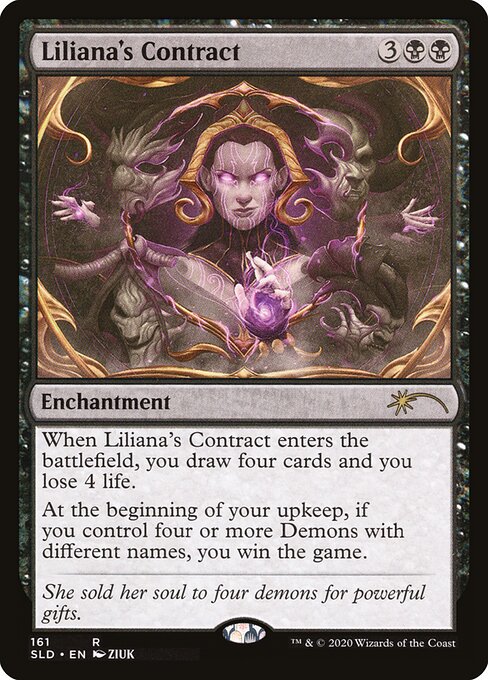 Liliana's Contract 3
Enchantment
When Liliana's Contract enters the
battlefield, you draw four cards and you
lose 4 life.
At the beginning of your upkeep, if
you control four or more Demons with
different names, you win the game.
She sold her soul to four demons for powerful
gifts.
161 R
SLD • EN ZIUK
™ & © 2020 Wizards of the Coast